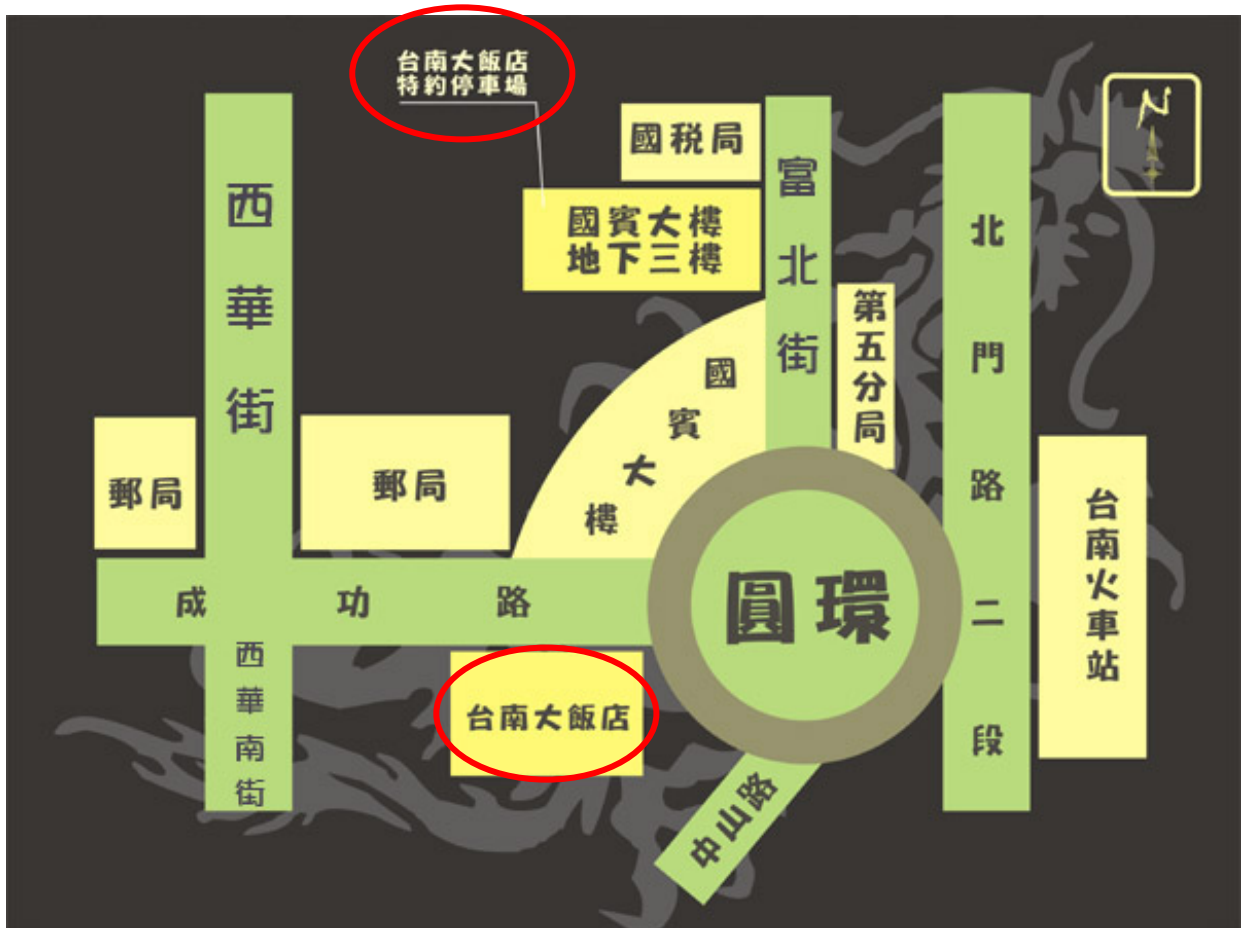 台南大飯店
特約停車場
國税局
國賓大樓
地下三樓
西華街
富北街
北門路二段
第五分局
國賓大樓
郵局
郵局
台南火車站
成功路
圓環
西華南街
台南大飯店
中山路